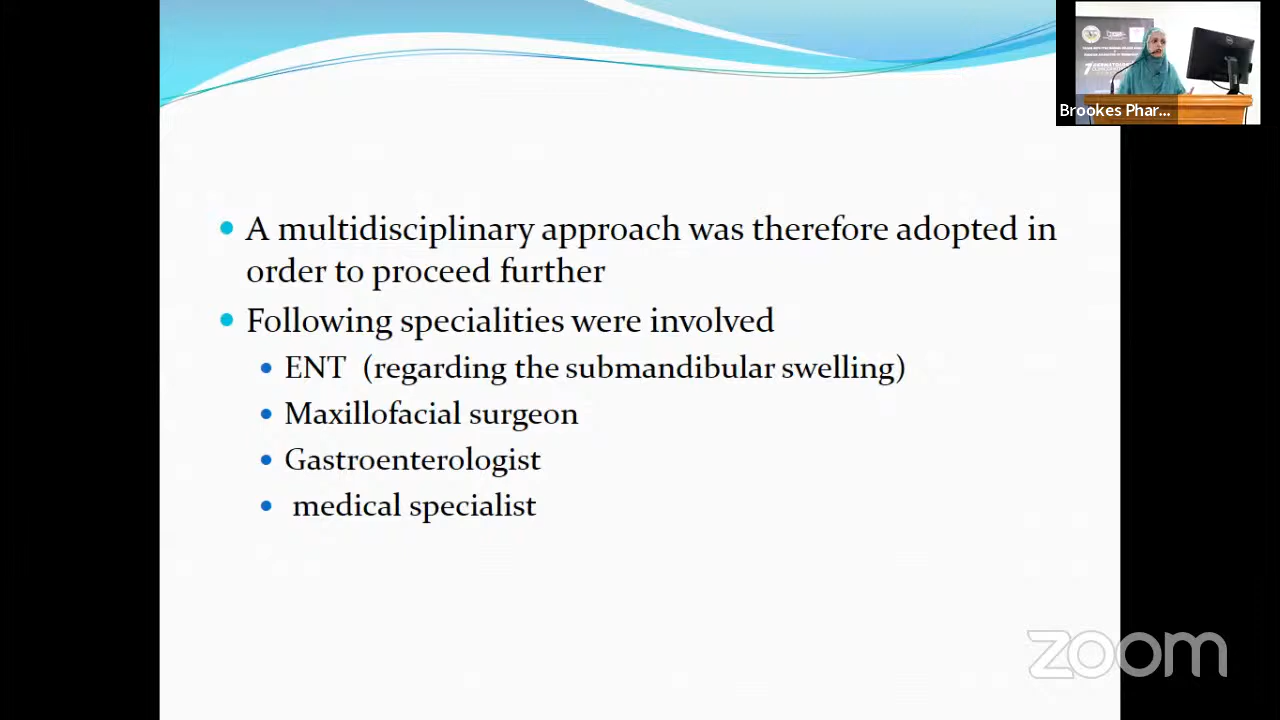 Brookes Phar...
A multidisciplinary approach was therefore adopted in
order to proceed further
Following specialities were involved
ENT (regarding the submandibular swelling)
Maxillofacial surgeon
Gastroenterologist
medical specialist
zoom